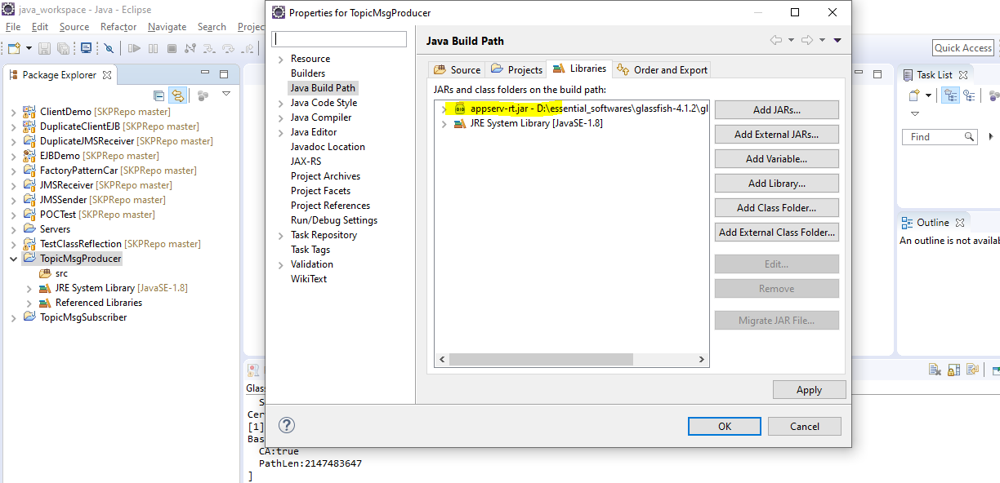 java_workspace - Java - Eclipse
File Edit Source Refactor Navigate Search Projec
Quick Access
Package Explorer
ClientDemo [SKPRepo master]
DuplicateClientEJB [SKPRepo master]
DuplicateJMSReceiver [SKPRepo master]
EJBDemo [SKPRepo master]
FactoryPatternCar [SKPRepo master]
JMSReceiver [SKPRepo master]
JMSSender [SKPRepo master]
POCTest [SKPRepo master]
Servers
TestClassReflection [SKPRepo master]
TopicMsgProducer
src
JRE System Library [JavaSE-1.8]
Referenced Libraries
TopicMsgSubscriber
Properties for TopicMsgProducer
Resource
Builders
Java Build Path
Java Code Style
Java Compiler
Java Editor
Javadoc Location
JAX-RS
Project Archives
Project Facets
Project References
Run/Debug Settings
Task Repository
Task Tags
Validation
WikiText
Java Build Path
Source Projects Libraries Order and Export
JARs and class folders on the build path:
appserv-rt.jar - D:\essential_softwares\glassfish-4.1.2\gl
JRE System Library [JavaSE-1.8]
Add JARs...
Add External JARs...
Add Variable...
Add Library...
Add Class Folder...
Add External Class Folder...
Edit...
Remove
Migrate JAR File...
Apply
OK Cancel
Task List
Find
Outline
An outline is not availab
Glass
S
Cer
[1]
Bas
CA:true
PathLen:2147483647
]